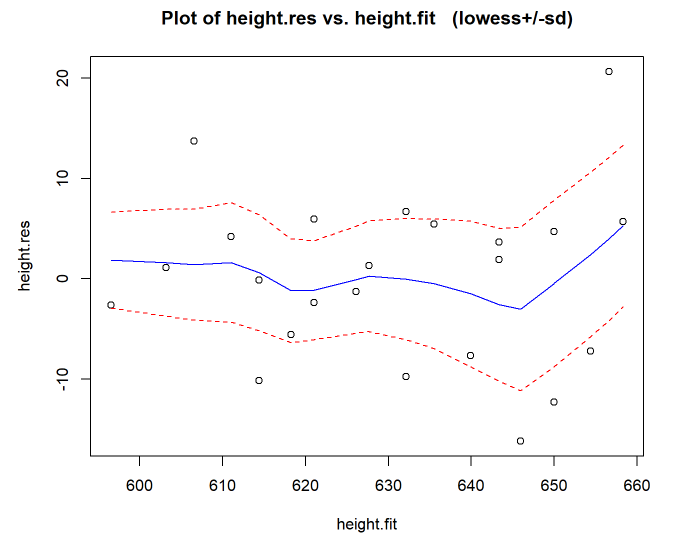 Plot of height.res vs. height.fit (lowess+/-sd)
20
10
0
-10
height.res
600 610 620 630 640 650 660
height.fit